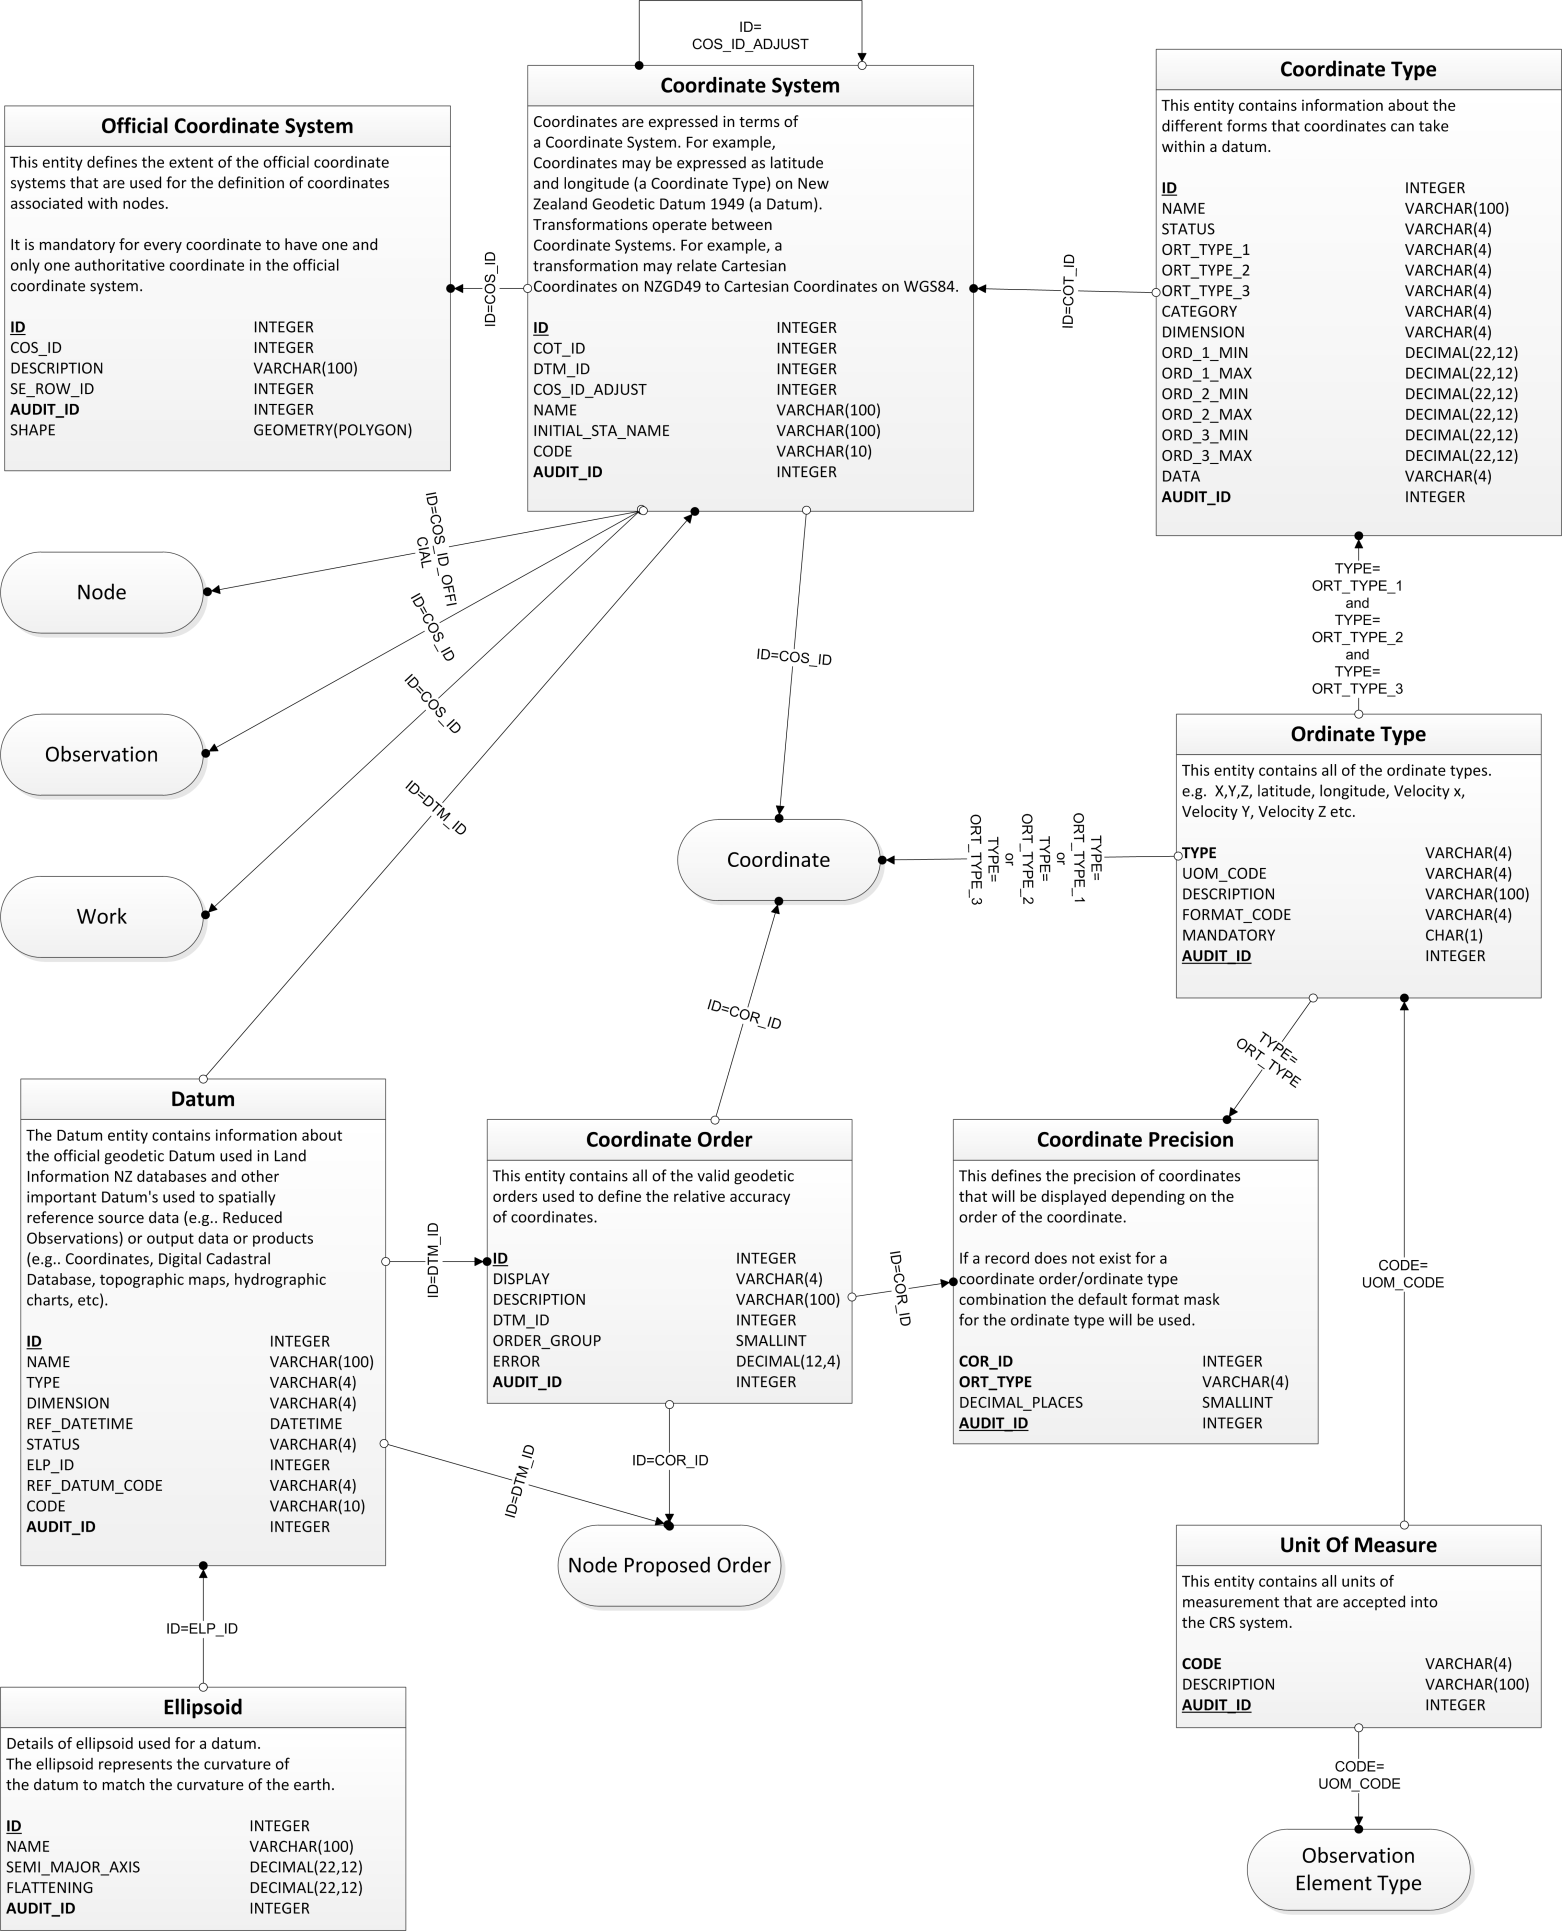 ID=
COS_ID_ADJUST
Coordinate System
Coordinates are expressed in terms of
a Coordinate System. For example,
Coordinates may be expressed as latitude
and longitude (a Coordinate Type) on New
Zealand Geodetic Datum 1949 (a Datum).
Transformations operate between
Coordinate Systems. For example, a
transformation may relate Cartesian
Coordinates on NZGD49 to Cartesian Coordinates on WGS84.
ID INTEGER
COT_ID INTEGER
DTM_ID INTEGER
COS_ID_ADJUST INTEGER
NAME VARCHAR(100)
INITIAL_STA_NAME VARCHAR(100)
CODE VARCHAR(10)
AUDIT_ID INTEGER
Official Coordinate System
This entity defines the extent of the official coordinate
systems that are used for the definition of coordinates
associated with nodes.
It is mandatory for every coordinate to have one and
only one authoritative coordinate in the official
coordinate system.
ID INTEGER
COS_ID INTEGER
DESCRIPTION VARCHAR(100)
SE_ROW_ID INTEGER
AUDIT_ID INTEGER
SHAPE GEOMETRY(POLYGON)
ID=COS_ID
Coordinate Type
This entity contains information about the
different forms that coordinates can take
within a datum.
ID INTEGER
NAME VARCHAR(100)
STATUS VARCHAR(4)
ORT_TYPE_1 VARCHAR(4)
ORT_TYPE_2 VARCHAR(4)
ORT_TYPE_3 VARCHAR(4)
CATEGORY VARCHAR(4)
DIMENSION VARCHAR(4)
ORD_1_MIN DECIMAL(22,12)
ORD_1_MAX DECIMAL(22,12)
ORD_2_MIN DECIMAL(22,12)
ORD_2_MAX DECIMAL(22,12)
ORD_3_MIN DECIMAL(22,12)
ORD_3_MAX DECIMAL(22,12)
DATA VARCHAR(4)
AUDIT_ID INTEGER
ID=COT_ID
ID=COS_ID_OFFI
CIAL
Node
ID=COS_ID
Observation
ID=COS_ID
Work
ID=DTM_ID
ID=COS_ID
Coordinate
TYPE=
ORT_TYPE_1
and
TYPE=
ORT_TYPE_2
and
TYPE=
ORT_TYPE_3
TYPE=
ORT_TYPE_1
or
TYPE=
ORT_TYPE_2
or
TYPE=
ORT_TYPE_3
Ordinate Type
This entity contains all of the ordinate types.
e.g. X,Y,Z, latitude, longitude, Velocity x,
Velocity Y, Velocity Z etc.
TYPE VARCHAR(4)
UOM_CODE VARCHAR(4)
DESCRIPTION VARCHAR(100)
FORMAT_CODE VARCHAR(4)
MANDATORY CHAR(1)
AUDIT_ID INTEGER
ID=COR_ID
TYPE=
ORT_TYPE
CODE=
UOM_CODE
Datum
The Datum entity contains information about
the official geodetic Datum used in Land
Information NZ databases and other
important Datum's used to spatially
reference source data (e.g.. Reduced
Observations) or output data or products
(e.g.. Coordinates, Digital Cadastral
Database, topographic maps, hydrographic
charts, etc).
ID INTEGER
NAME VARCHAR(100)
TYPE VARCHAR(4)
DIMENSION VARCHAR(4)
REF_DATETIME DATETIME
STATUS VARCHAR(4)
ELP_ID INTEGER
REF_DATUM_CODE VARCHAR(4)
CODE VARCHAR(10)
AUDIT_ID INTEGER
ID=DTM_ID
Coordinate Order
This entity contains all of the valid geodetic
orders used to define the relative accuracy
of coordinates.
ID INTEGER
DISPLAY VARCHAR(4)
DESCRIPTION VARCHAR(100)
DTM_ID INTEGER
ORDER_GROUP SMALLINT
ERROR DECIMAL(12,4)
AUDIT_ID INTEGER
ID=COR_ID
Coordinate Precision
This defines the precision of coordinates
that will be displayed depending on the
order of the coordinate.
If a record does not exist for a
coordinate order/ordinate type
combination the default format mask
for the ordinate type will be used.
COR_ID INTEGER
ORT_TYPE VARCHAR(4)
DECIMAL_PLACES SMALLINT
AUDIT_ID INTEGER
ID=DTM_ID
ID=COR_ID
Node Proposed Order
ID=ELP_ID
Ellipsoid
Details of ellipsoid used for a datum.
The ellipsoid represents the curvature of
the datum to match the curvature of the earth.
ID INTEGER
NAME VARCHAR(100)
SEMI_MAJOR_AXIS DECIMAL(22,12)
FLATTENING DECIMAL(22,12)
AUDIT_ID INTEGER
Unit Of Measure
This entity contains all units of
measurement that are accepted into
the CRS system.
CODE VARCHAR(4)
DESCRIPTION VARCHAR(100)
AUDIT_ID INTEGER
CODE=
UOM_CODE
Observation
Element Type